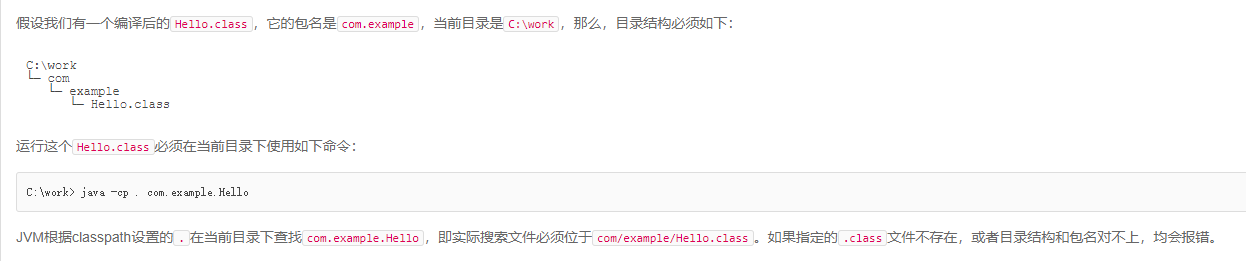 假设我们有一个编译后的Hello.class，它的包名是com.example，当前目录是C:\work，那么，目录结构必须如下：
C:\work
└─ com
   └─ example
      └─ Hello.class
运行这个Hello.class必须在当前目录下使用如下命令：
C:\work> java -cp . com.example.Hello
JVM根据classpath设置的.在当前目录下查找com.example.Hello，即实际搜索文件必须位于com/example/Hello.class。如果指定的.class文件不存在，或者目录结构和包名对不上，均会报错。